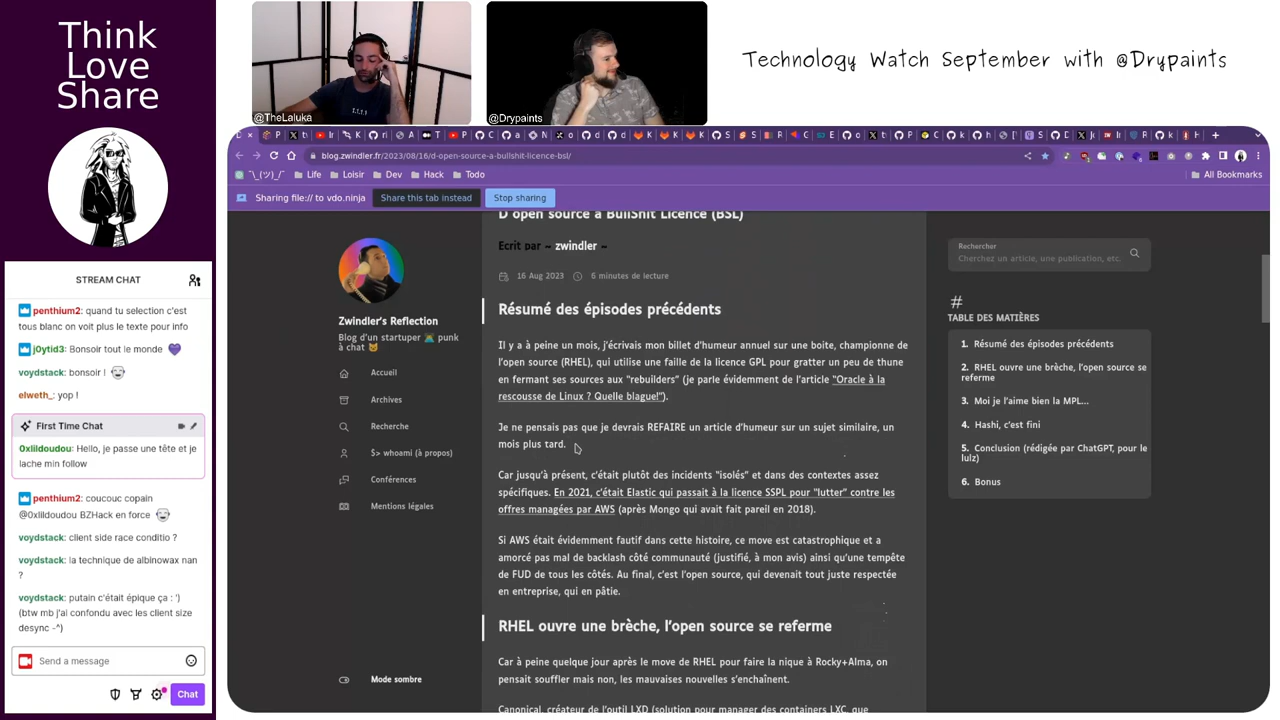 Think
Love
Share
STREAM CHAT
penthium2: quand tu selection c'est
tous blanc on voit plus le texte pour info
j0ytid3: Bonsoir tout le monde
voydstack: bonsoir !
elweth_: yop !
First Time Chat
0xlildoudou: Hello, je passe une tête et je
lache min follow
penthium2: coucouc copain
@0xlildoudou BZHack en force
voydstack: client side race conditio ?
voydstack: la technique de albinowax nan
?
voydstack: putain c'était épique ça : ')
(btw mb j'ai confondu avec les client size
desync -^)
Send a message
Chat
@TheLaluka
@Drypaints
Technology Watch September with @Drypaints
blog.zwindler.fr/2023/08/16/d-open-source-a-bullshit-licence-bsl/
¯\_(ツ)_/¯
Life
Loisir
Dev
Hack
Todo
All Bookmarks
Sharing file:// to vdo.ninja
Share this tab instead
Stop sharing
Zwindler's Reflection
Blog d'un startuper punk
à chat
Accueil
Archives
Recherche
$> whoami (à propos)
Conférences
Mentions légales
Mode sombre
D'open source à BullShit Licence (BSL)
Ecrit par ~ zwindler ~
16 Aug 2023
6 minutes de lecture
Résumé des épisodes précédents
Il y a à peine un mois, j'écrivais mon billet d'humeur annuel sur une boite, championne de
l'open source (RHEL), qui utilise une faille de la licence GPL pour gratter un peu de thune
en fermant ses sources aux "rebuilders" (je parle évidemment de l'article "Oracle à la
rescousse de Linux ? Quelle blague!").
Je ne pensais pas que je devrais REFAIRE un article d'humeur sur un sujet similaire, un
mois plus tard.
Car jusqu'à présent, c'était plutôt des incidents "isolés" et dans des contextes assez
spécifiques. En 2021, c'était Elastic qui passait à la licence SSPL pour "lutter" contre les
offres managées par AWS (après Mongo qui avait fait pareil en 2018).
Si AWS était évidemment fautif dans cette histoire, ce move est catastrophique et a
amorcé pas mal de backlash côté communauté (justifié, à mon avis) ainsi qu'une tempête
de FUD de tous les côtés. Au final, c'est l'open source, qui devenait tout juste respectée
en entreprise, qui en pâtie.
RHEL ouvre une brèche, l'open source se referme
Car à peine quelque jour après le move de RHEL pour faire la nique à Rocky+Alma, on
pensait souffler mais non, les mauvaises nouvelles s'enchaînent.
Canonical, créateur de l'outil LXD (solution pour manager des containers LXC, que
Rechercher
Cherchez un article, une publication, etc.
#
TABLE DES MATIÈRES
1. Résumé des épisodes précédents
2. RHEL ouvre une brèche, l'open source se
referme
3. Moi je l'aime bien la MPL...
4. Hashi, c'est fini
5. Conclusion (rédigée par ChatGPT, pour le
lulz)
6. Bonus